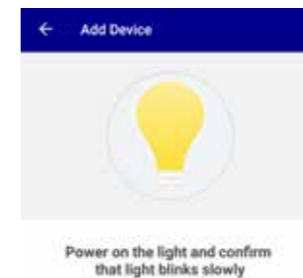 Add Device
Power on the light and confirm
that light blinks slowly